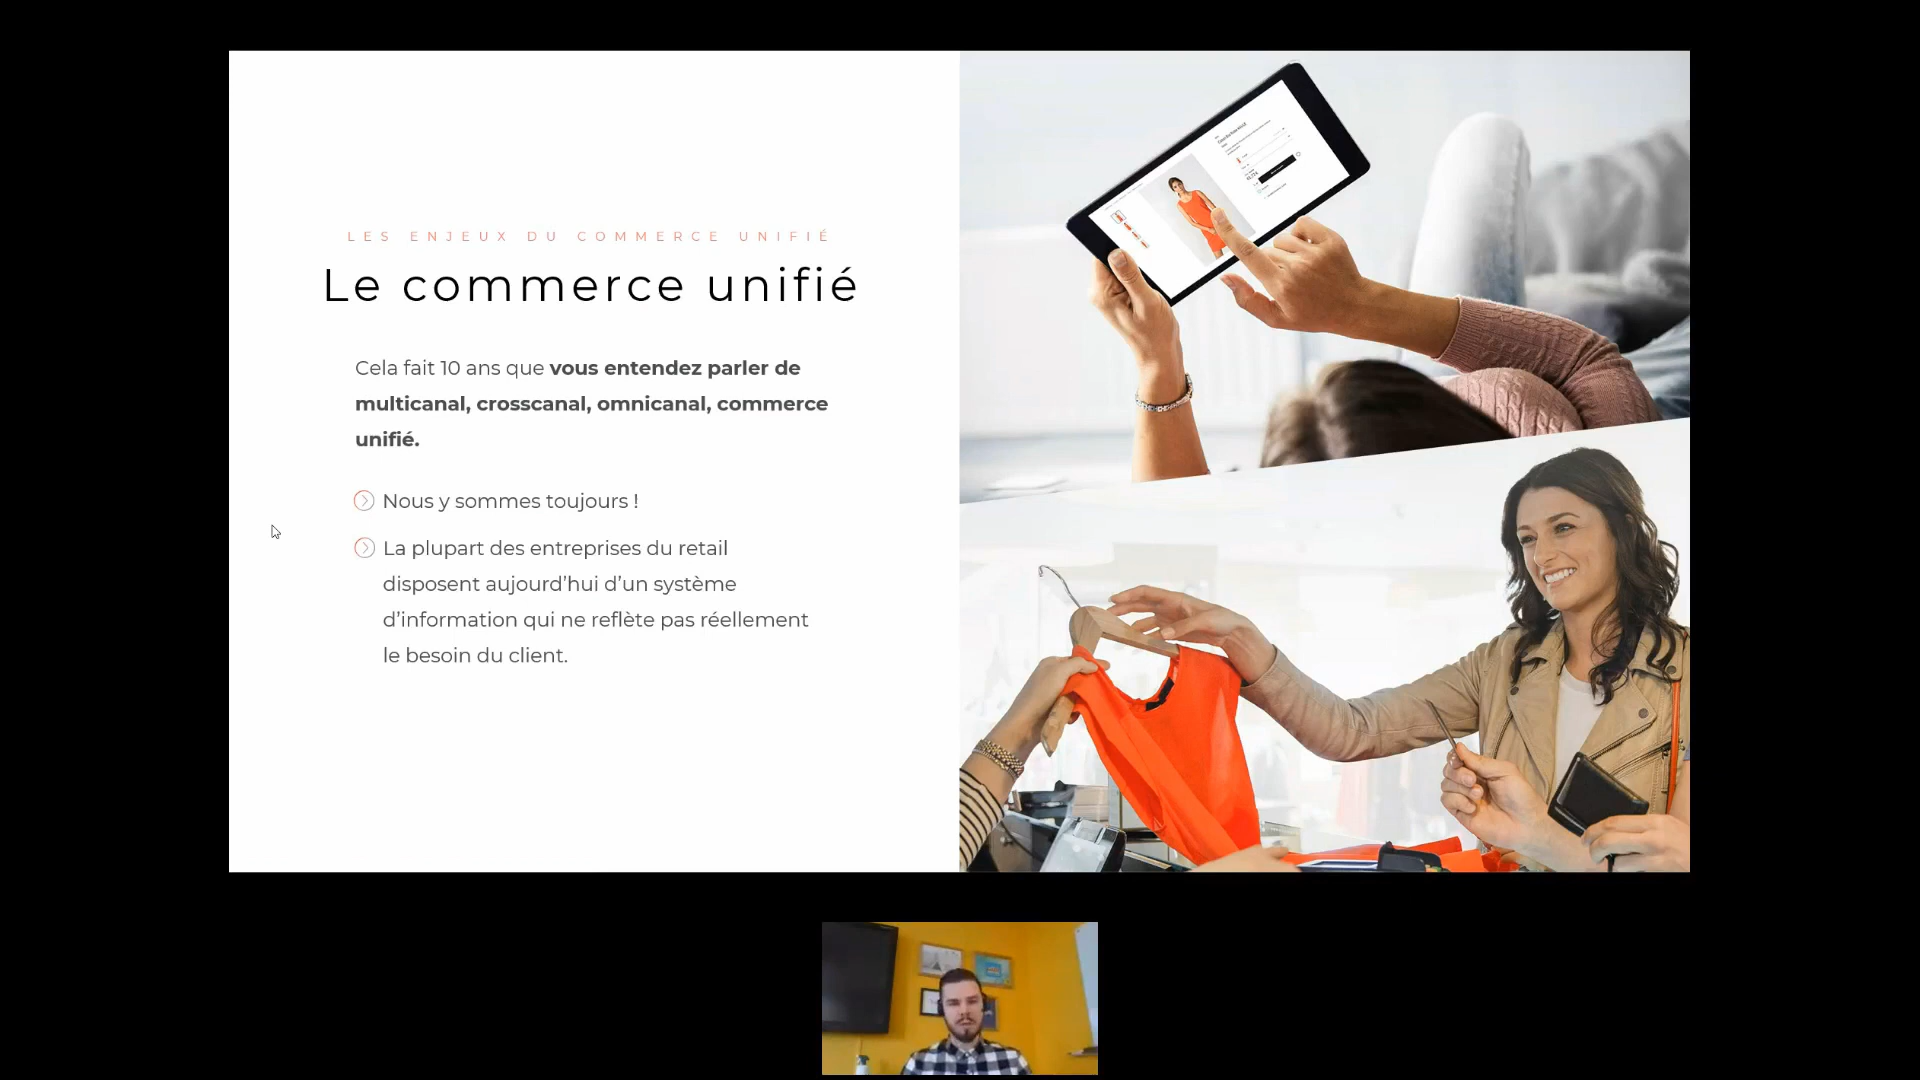 LES ENJEUX DU COMMERCE UNIFIÉ
Le commerce unifié
Cela fait 10 ans que vous entendez parler de
multicanal, crosscanal, omnicanal, commerce
unifié.
Nous y sommes toujours !
La plupart des entreprises du retail
disposent aujourd’hui d’un système
d’information qui ne reflète pas réellement
le besoin du client.